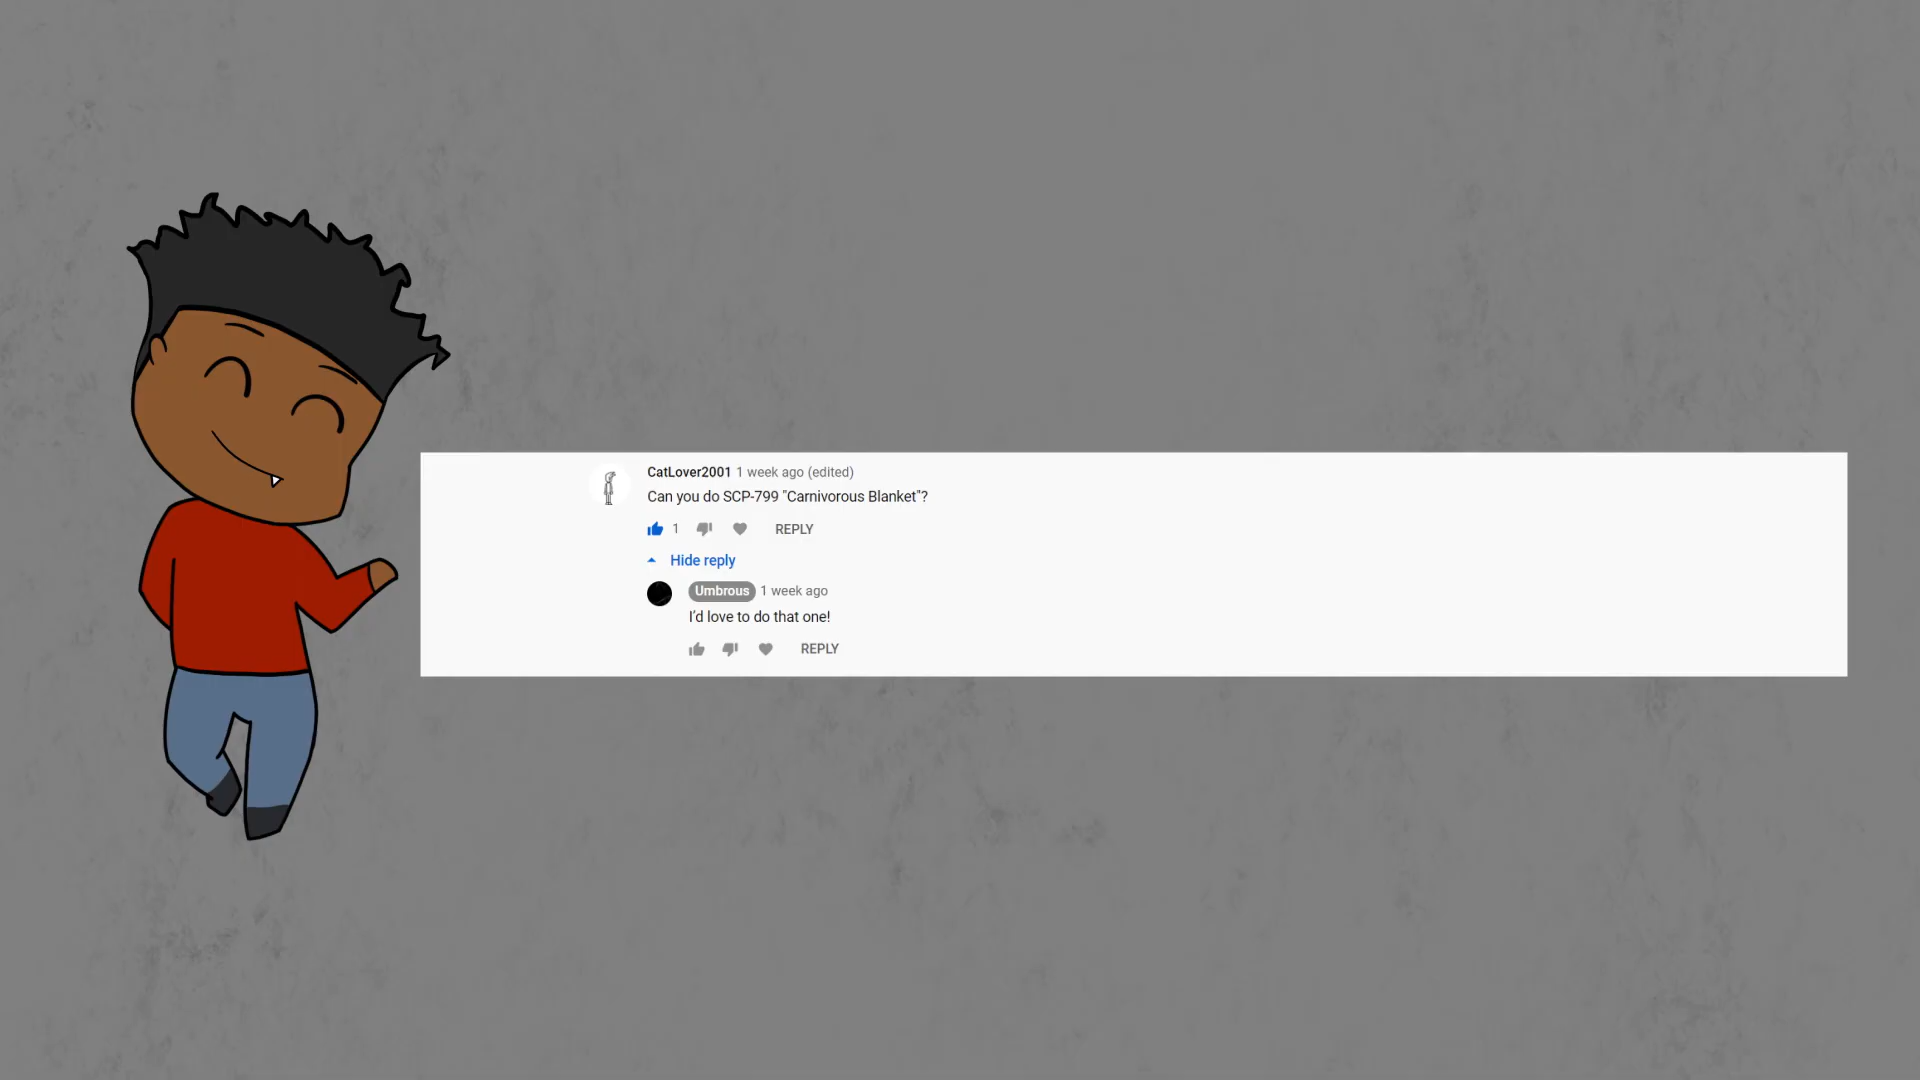 CatLover2001 1 week ago (edited)
Can you do SCP-799 "Carnivorous Blanket"?
1 REPLY
Hide reply
Umbrous 1 week ago
I'd love to do that one!
REPLY